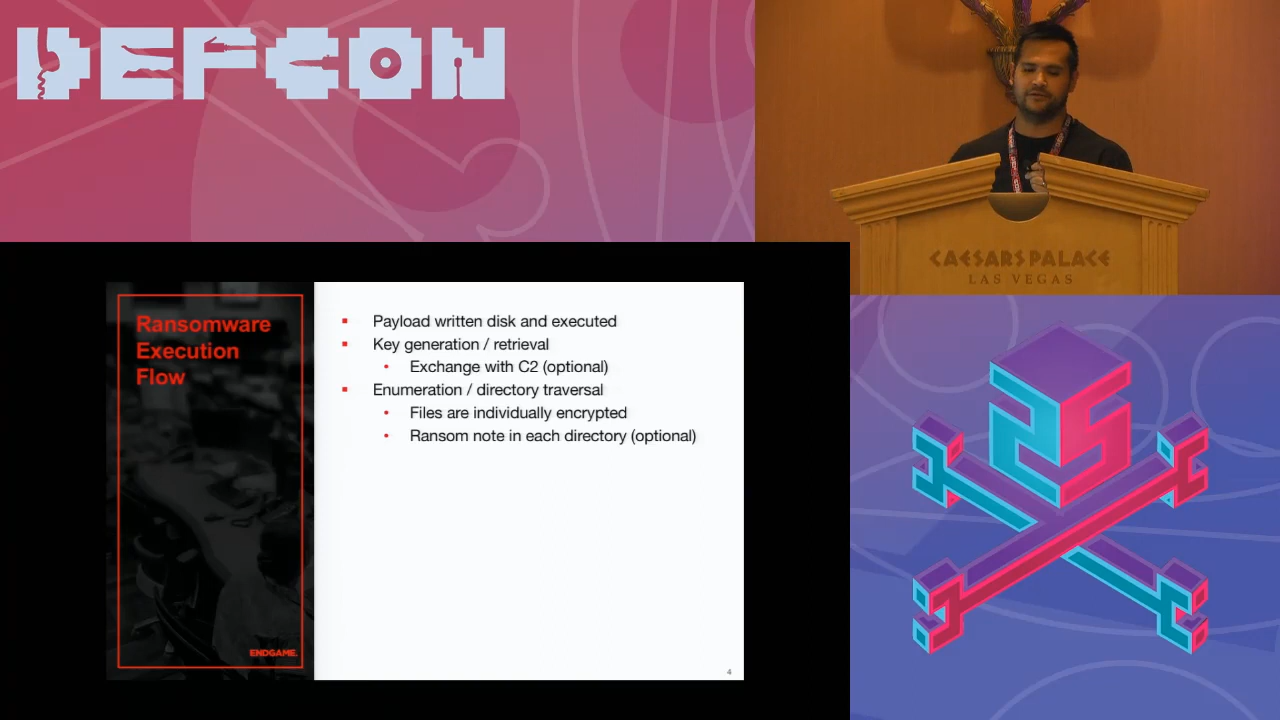 DEFCON
CAESARS PALACE
LAS VEGAS
Ransomware
Execution
Flow
ENDGAME.
▪ Payload written disk and executed
▪ Key generation / retrieval
• Exchange with C2 (optional)
▪ Enumeration / directory traversal
• Files are individually encrypted
• Ransom note in each directory (optional)
4
25